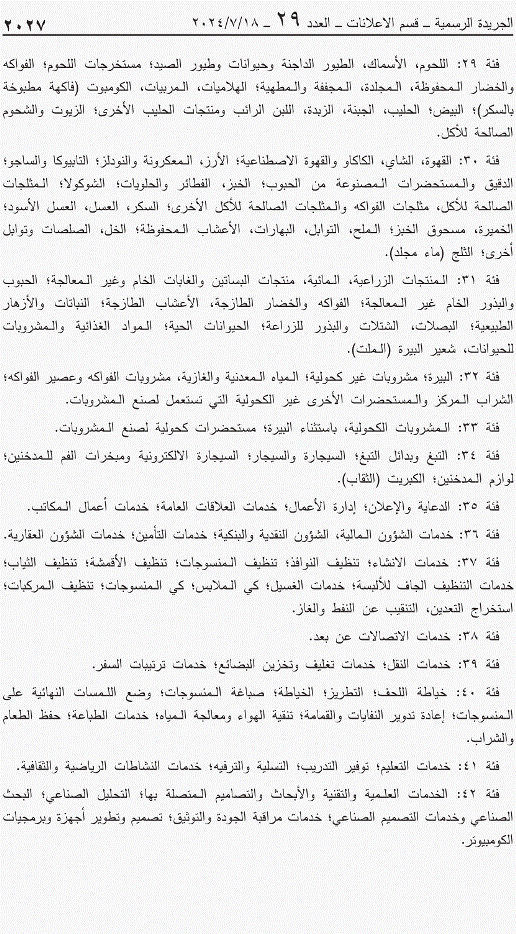 الجريدة الرسمية ــ قسم الاعلانات ــ العدد ٢٩ ــ ٢٠٢٤/٧/١٨ ٢٠٢٧
فئة ٢٩: اللحوم، الأسماك، الطيور الداجنة وحيوانات وطيور الصيد؛ مستخرجات اللحوم؛ الفواكه
والخضار المحفوظة، المجلدة، المجففة والمطهية؛ الهلاميات، المربيات، الكومبوت (فاكهة مطبوخة
بالسكر)؛ البيض؛ الحليب، الجبنة، الزبدة، اللبن الرائب ومنتجات الحليب الأخرى؛ الزيوت والشحوم
الصالحة للأكل.
فئة ٣٠: القهوة، الشاي، الكاكاو والقهوة الاصطناعية؛ الأرز، المعكرونة والنودلز؛ التابيوكا والساجو؛
الدقيق والمستحضرات المصنوعة من الحبوب؛ الخبز، الفطائر والحلويات؛ الشوكولا؛ المثلجات
الصالحة للأكل، مثلجات الفواكه والمثلجات الصالحة للأكل الأخرى؛ السكر، العسل، العسل الأسود؛
الخميرة، مسحوق الخبز؛ الملح، التوابل، البهارات، الأعشاب المحفوظة؛ الخل، الصلصات وتوابل
أخرى؛ الثلج (ماء مجلد).
فئة ٣١: المنتجات الزراعية، المائية، منتجات البساتين والغابات الخام وغير المعالجة؛ الحبوب
والبذور الخام غير المعالجة؛ الفواكه والخضار الطازجة، الأعشاب الطازجة؛ النباتات والأزهار
الطبيعية؛ البصلات، الشتلات والبذور للزراعة؛ الحيوانات الحية؛ المواد الغذائية والمشروبات
للحيوانات، شعير البيرة (الملت).
فئة ٣٢: البيرة؛ مشروبات غير كحولية؛ المياه المعدنية والغازية، مشروبات الفواكه وعصير الفواكه؛
الشراب المركز والمستحضرات الأخرى غير الكحولية التي تستعمل لصنع المشروبات.
فئة ٣٣: المشروبات الكحولية، باستثناء البيرة؛ مستحضرات كحولية لصنع المشروبات.
فئة ٣٤: التبغ وبدائل التبغ؛ السيجارة والسيجار؛ السيجارة الالكترونية ومبخرات الفم للمدخنين؛
لوازم المدخنين؛ الكبريت (الثقاب).
فئة ٣٥: الدعاية والإعلان؛ إدارة الأعمال؛ خدمات العلاقات العامة؛ خدمات أعمال المكاتب.
فئة ٣٦: خدمات الشؤون المالية، الشؤون النقدية والبنكية؛ خدمات التأمين؛ خدمات الشؤون العقارية.
فئة ٣٧: خدمات الانشاء؛ تنظيف النوافذ؛ تنظيف المنسوجات؛ تنظيف الأقمشة؛ تنظيف الثياب؛
خدمات التنظيف الجاف للألبسة؛ خدمات الغسيل؛ كي الملابس؛ كي المنسوجات؛ تنظيف المركبات؛
استخراج التعدين، التنقيب عن النفط والغاز.
فئة ٣٨: خدمات الاتصالات عن بعد.
فئة ٣٩: خدمات النقل؛ خدمات تغليف وتخزين البضائع؛ خدمات ترتيبات السفر.
فئة ٤٠: خياطة اللحف؛ التطريز؛ الخياطة؛ صباغة المنسوجات؛ وضع اللمسات النهائية على
المنسوجات؛ إعادة تدوير النفايات والقمامة؛ تنقية الهواء ومعالجة المياه؛ خدمات الطباعة؛ حفظ الطعام
والشراب.
فئة ٤١: خدمات التعليم؛ توفير التدريب؛ التسلية والترفيه؛ خدمات النشاطات الرياضية والثقافية.
فئة ٤٢: الخدمات العلمية والتقنية والأبحاث والتصاميم المتصلة بها؛ التحليل الصناعي؛ البحث
الصناعي وخدمات التصميم الصناعي؛ خدمات مراقبة الجودة والتوثيق؛ تصميم وتطوير أجهزة وبرمجيات
الكومبيوتر.